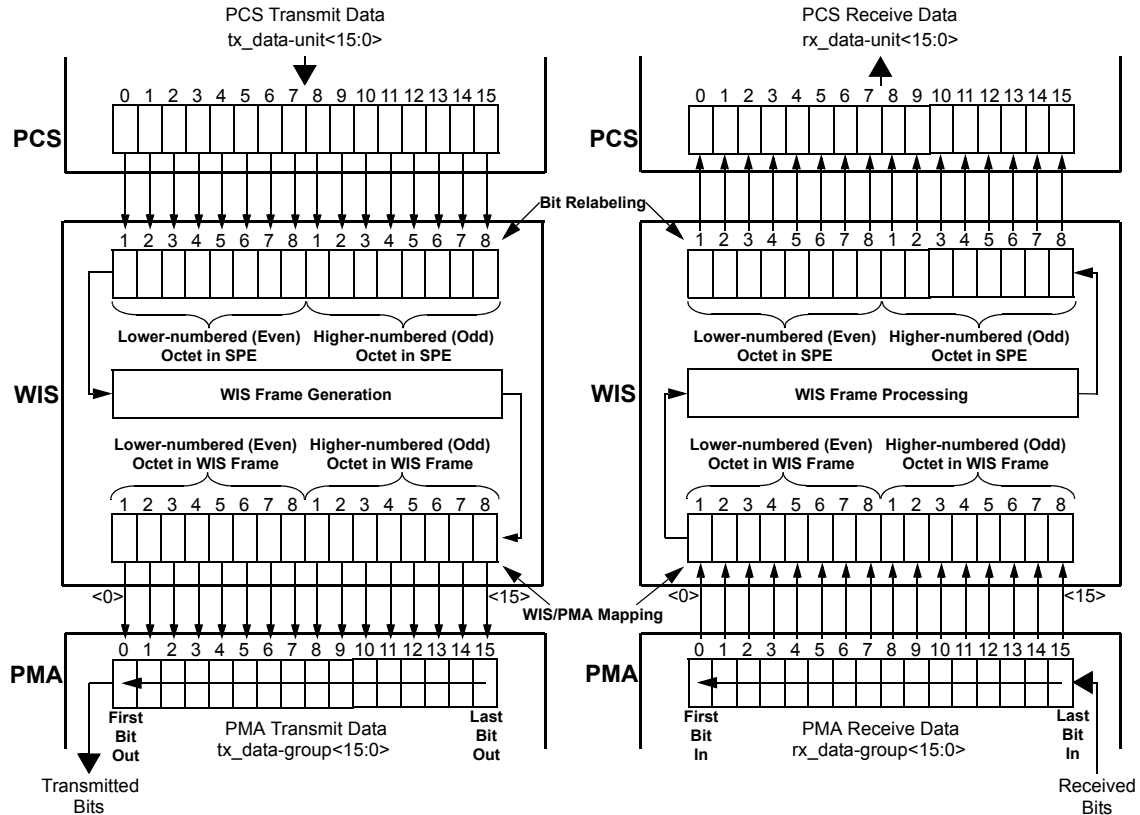 PCS Transmit Data
tx_data-unit<15:0>
PCS Receive Data
rx_data-unit<15:0>
0 1 2 3 4 5 6 7 8 9 10 11 12 13 14 15
0 1 2 3 4 5 6 7 8 9 10 11 12 13 14 15
PCS
PCS
Bit Relabeling
1 2 3 4 5 6 7 8 1 2 3 4 5 6 7 8
1 2 3 4 5 6 7 8 1 2 3 4 5 6 7 8
Lower-numbered (Even)
Octet in SPE
Higher-numbered (Odd)
Octet in SPE
Lower-numbered (Even)
Octet in SPE
Higher-numbered (Odd)
Octet in SPE
WIS
WIS Frame Generation
WIS
WIS Frame Processing
Lower-numbered (Even)
Octet in WIS Frame
Higher-numbered (Odd)
Octet in WIS Frame
Lower-numbered (Even)
Octet in WIS Frame
Higher-numbered (Odd)
Octet in WIS Frame
1 2 3 4 5 6 7 8 1 2 3 4 5 6 7 8
1 2 3 4 5 6 7 8 1 2 3 4 5 6 7 8
<0>
<15>
WIS/PMA Mapping
<0>
<15>
0 1 2 3 4 5 6 7 8 9 10 11 12 13 14 15
0 1 2 3 4 5 6 7 8 9 10 11 12 13 14 15
PMA
PMA
First
Bit
Out
PMA Transmit Data
tx_data-group<15:0>
Last
Bit
Out
First
Bit
In
PMA Receive Data
rx_data-group<15:0>
Last
Bit
In
Transmitted
Bits
Received
Bits